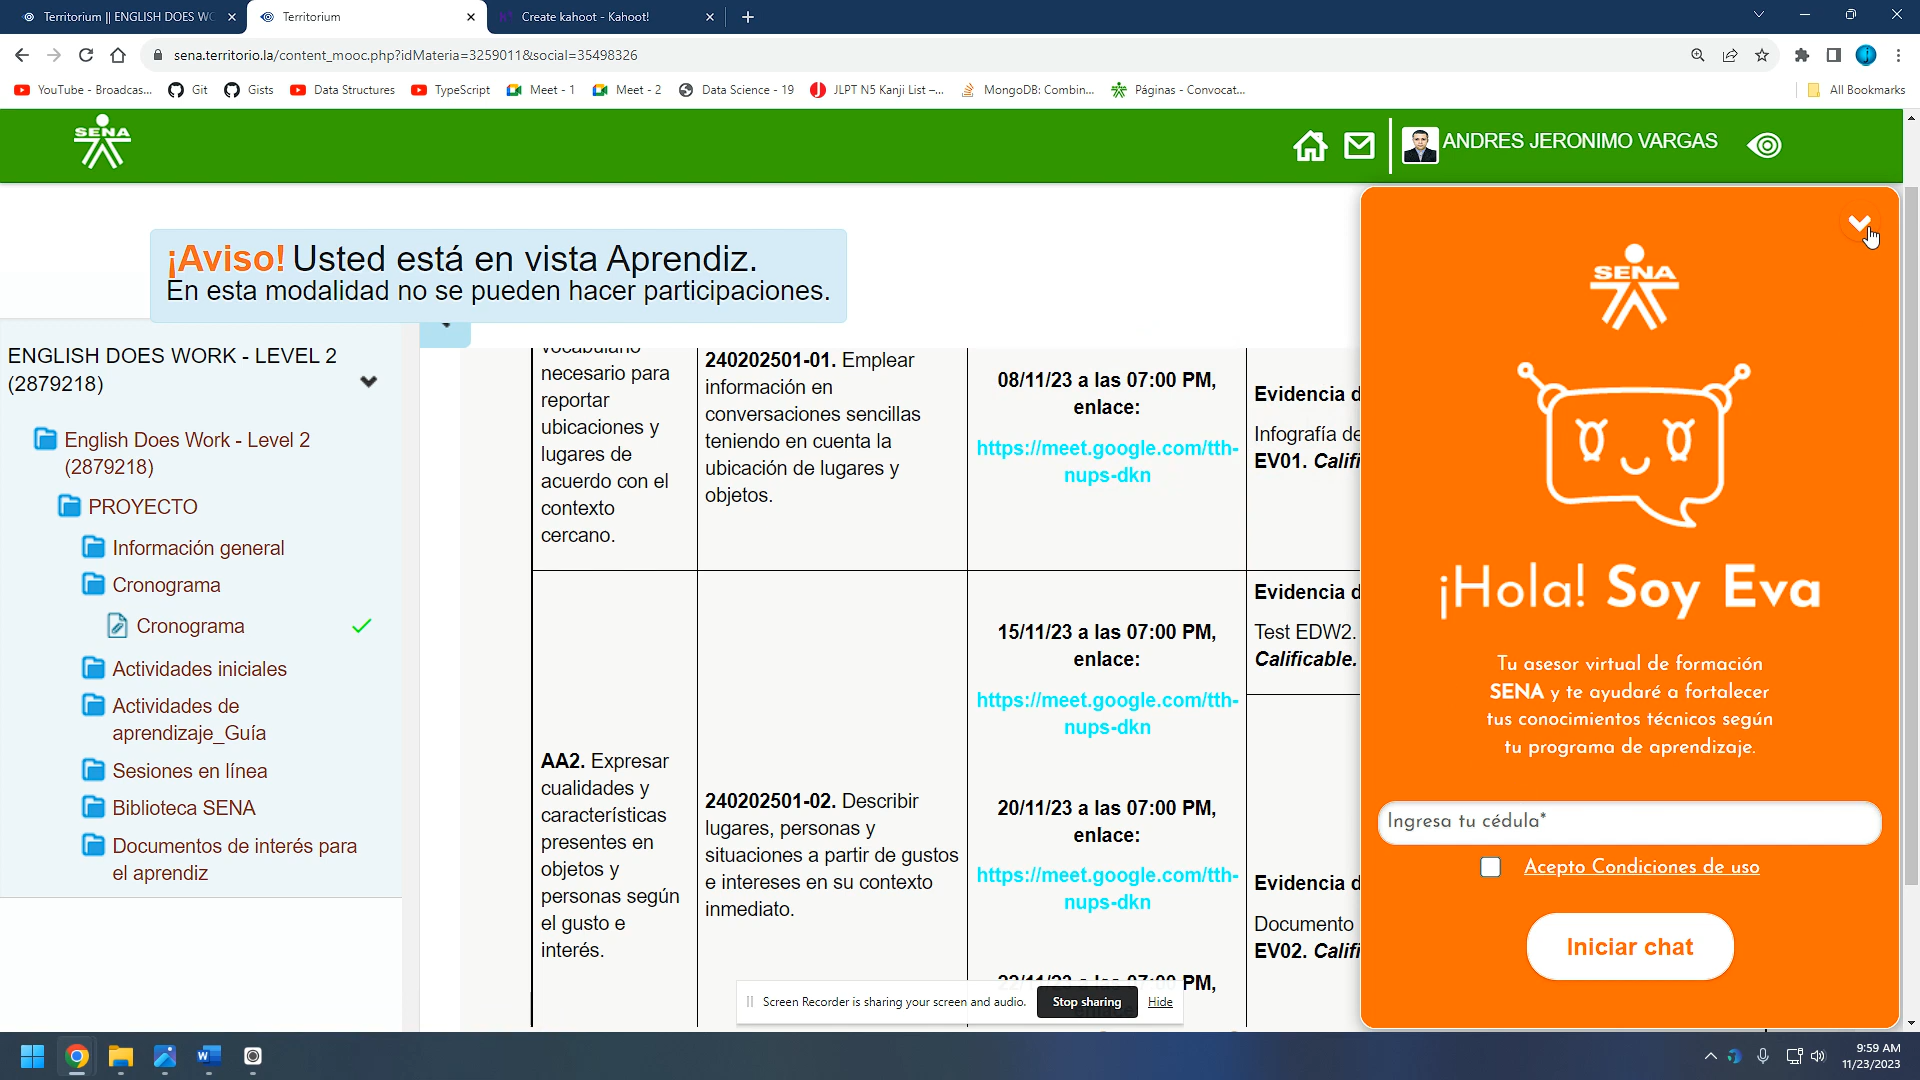 Territorium || ENGLISH DOES WO
Territorium
Create kahoot - Kahoot!
sena.territorio.la/content_mooc.php?idMateria=3259011&social=35498326
YouTube - Broadcas...
Git
Gists
Data Structures
TypeScript
Meet - 1
Meet - 2
Data Science - 19
JLPT N5 Kanji List –...
MongoDB: Combin...
Páginas - Convocat...
All Bookmarks
SENA
ANDRES JERONIMO VARGAS
¡Aviso! Usted está en vista Aprendiz.
En esta modalidad no se pueden hacer participaciones.
ENGLISH DOES WORK - LEVEL 2
(2879218)
English Does Work - Level 2
(2879218)
PROYECTO
Información general
Cronograma
Cronograma
Actividades iniciales
Actividades de
aprendizaje_Guía
Sesiones en línea
Biblioteca SENA
Documentos de interés para
el aprendiz
vocabulario
necesario para
reportar
ubicaciones y
lugares de
acuerdo con el
contexto
cercano.
240202501-01. Emplear
información en
conversaciones sencillas
teniendo en cuenta la
ubicación de lugares y
objetos.
08/11/23 a las 07:00 PM,
enlace:
https://meet.google.com/tth-
nups-dkn
Evidencia d
Infografía de
EV01. Calif
AA2. Expresar
cualidades y
características
presentes en
objetos y
personas según
el gusto e
interés.
240202501-02. Describir
lugares, personas y
situaciones a partir de gustos
e intereses en su contexto
inmediato.
15/11/23 a las 07:00 PM,
enlace:
https://meet.google.com/tth-
nups-dkn
20/11/23 a las 07:00 PM,
enlace:
https://meet.google.com/tth-
nups-dkn
22/11/23 a las 07:00 PM,
Evidencia d
Test EDW2.
Calificable.
Evidencia d
Documento
EV02. Calif
SENA
¡Hola! Soy Eva
Tu asesor virtual de formación
SENA y te ayudaré a fortalecer
tus conocimientos técnicos según
tu programa de aprendizaje.
Ingresa tu cédula*
Acepto Condiciones de uso
Iniciar chat
Screen Recorder is sharing your screen and audio.
Stop sharing
Hide
9:59 AM
11/23/2023